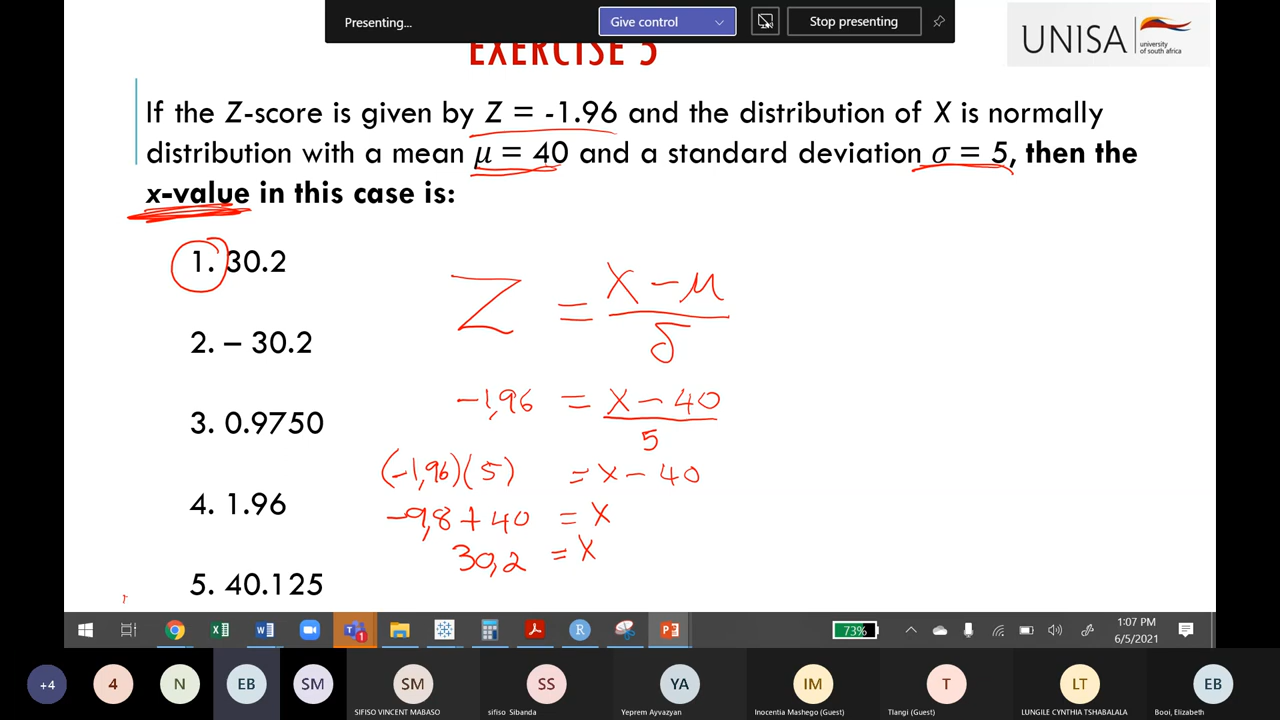 Presenting...
Give control
Stop presenting
EXERCISE 5
UNISA
university
of south africa
If the Z-score is given by Z = -1.96 and the distribution of X is normally
distribution with a mean μ = 40 and a standard deviation σ = 5, then the
x-value in this case is:
1. 30.2
2. – 30.2
3. 0.9750
4. 1.96
5. 40.125
Z = X - μ / σ
-1,96 = X - 40 / 5
(-1,96)(5) = X - 40
-9,8 + 40 = X
30,2 = X
73%
1:07 PM
6/5/2021
+4
4
N
EB
SM
SM
SIFISO VINCENT MABASO
SS
sifiso Sibanda
YA
Yeprem Ayvazyan
IM
Inocentia Mashego (Guest)
T
Tlangi (Guest)
LT
LUNGILE CYNTHIA TSHABALALA
EB
Booi, Elizabeth